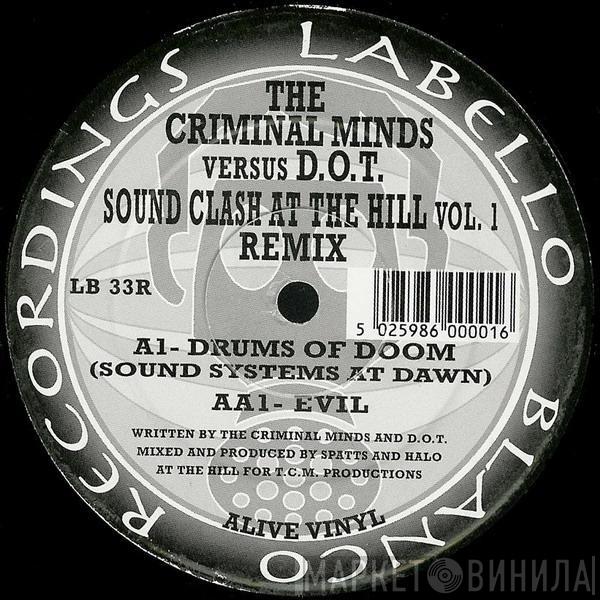 LABELLO BLANCO RECORDINGS
THE
CRIMINAL MINDS
VERSUS D.O.T.
SOUND CLASH AT THE HILL VOL. 1
REMIX
LB 33R
5 025986 000016
A1- DRUMS OF DOOM
(SOUND SYSTEMS AT DAWN)
AA1- EVIL
WRITTEN BY THE CRIMINAL MINDS AND D.O.T.
MIXED AND PRODUCED BY SPATTS AND HALO
AT THE HILL FOR T.C.M. PRODUCTIONS
ALIVE VINYL
МАРКЕТ ВИНИЛА